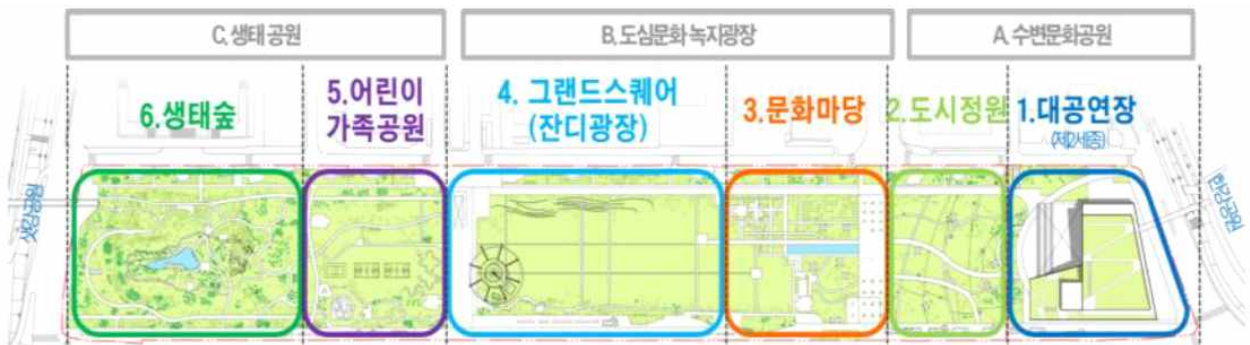 C. 생태 공원
B. 도심문화 녹지광장
A. 수변문화공원
6.생태숲
5.어린이
가족공원
4. 그랜드스퀘어
(잔디광장)
3.문화마당
2.도시정원
1.대공연장
(제2세종)
샛강공원
한강공원